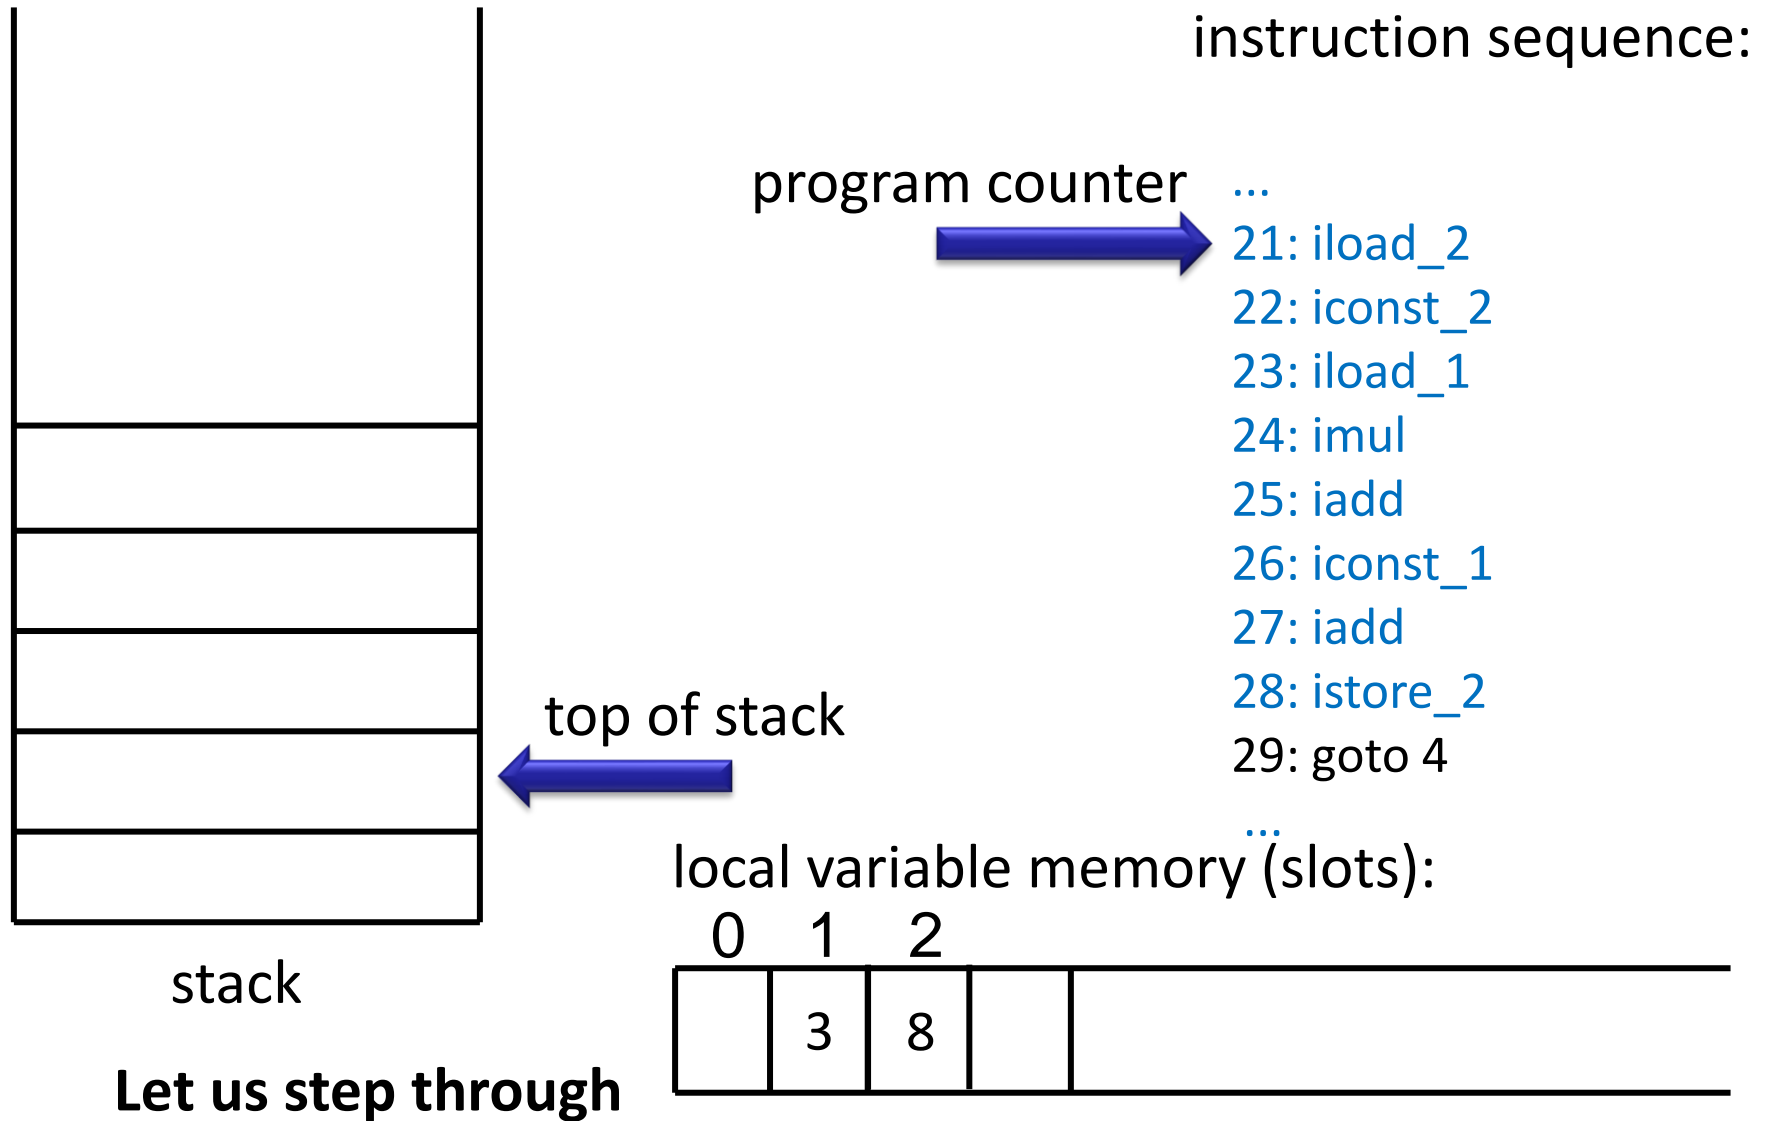 instruction sequence:
program counter
...
21: iload_2
22: iconst_2
23: iload_1
24: imul
25: iadd
26: iconst_1
27: iadd
28: istore_2
29: goto 4
...
top of stack
stack
local variable memory (slots):
0 1 2
3 8
Let us step through